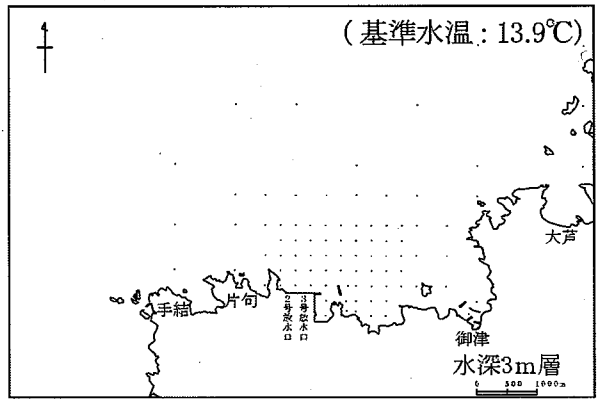 (基準水温:13.9℃)
大芦
手結
片句
2号放水口
3号放水口
御津
水深3m層
0 500 1000m